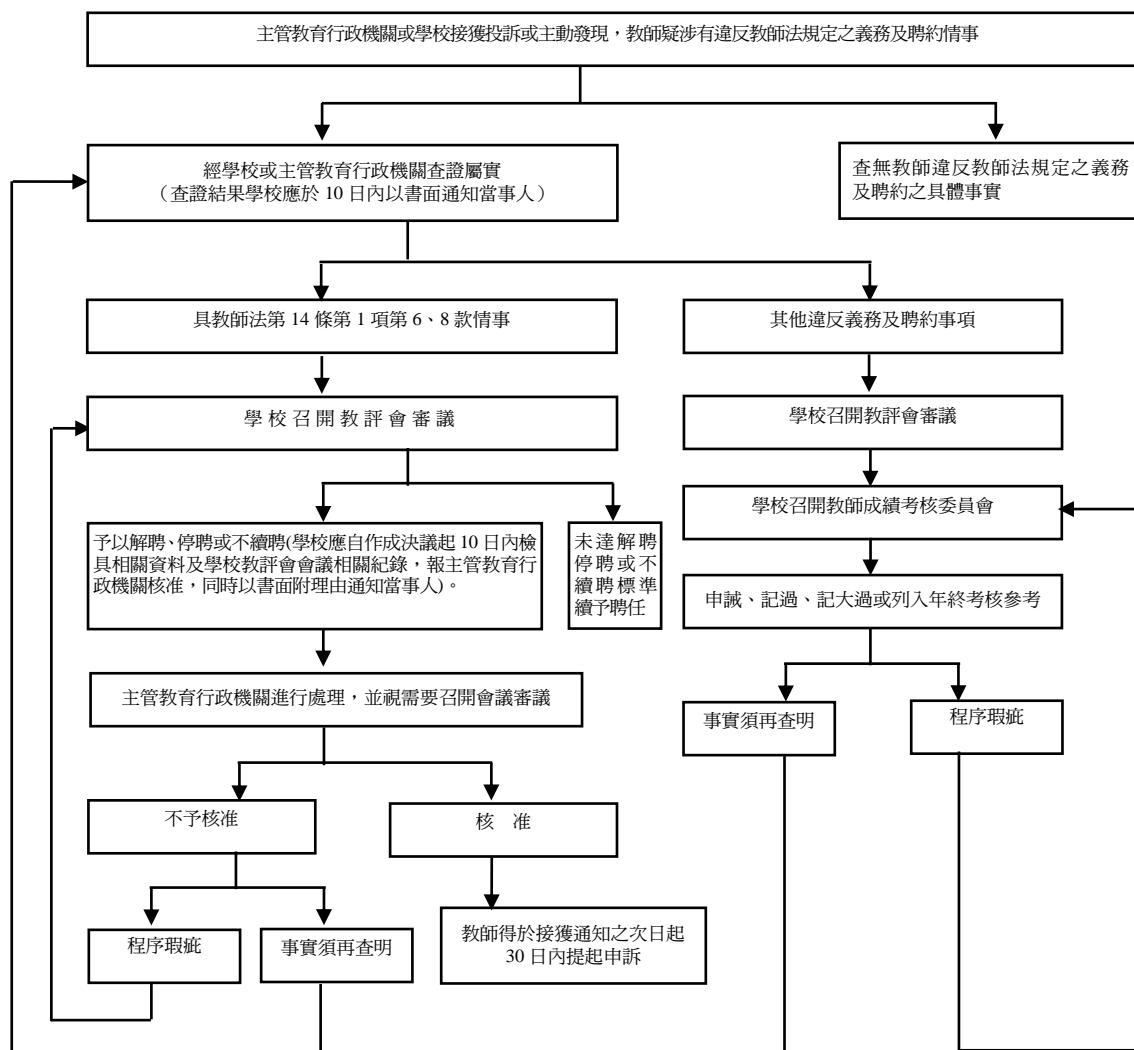 主管教育行政機關或學校接獲投訴或主動發現，教師疑涉有違反教師法規定之義務及聘約情事
經學校或主管教育行政機關查證屬實
（查證結果學校應於 10 日內以書面通知當事人）
查無教師違反教師法規定之義務
及聘約之具體事實
具教師法第 14 條第 1 項第 6、8 款情事
其他違反義務及聘約事項
學 校 召 開 教 評 會 審 議
學校召開教評會審議
學校召開教師成績考核委員會
予以解聘、停聘或不續聘(學校應自作成決議起 10 日內檢
具相關資料及學校教評會會議相關紀錄，報主管教育行
政機關核准，同時以書面附理由通知當事人)。
未達解聘
停聘或不
續聘標準
續予聘任
申誡、記過、記大過或列入年終考核參考
主管教育行政機關進行處理，並視需要召開會議審議
事實須再查明
程序瑕疵
不予核准
核　准
程序瑕疵
事實須再查明
教師得於接獲通知之次日起
30 日內提起申訴